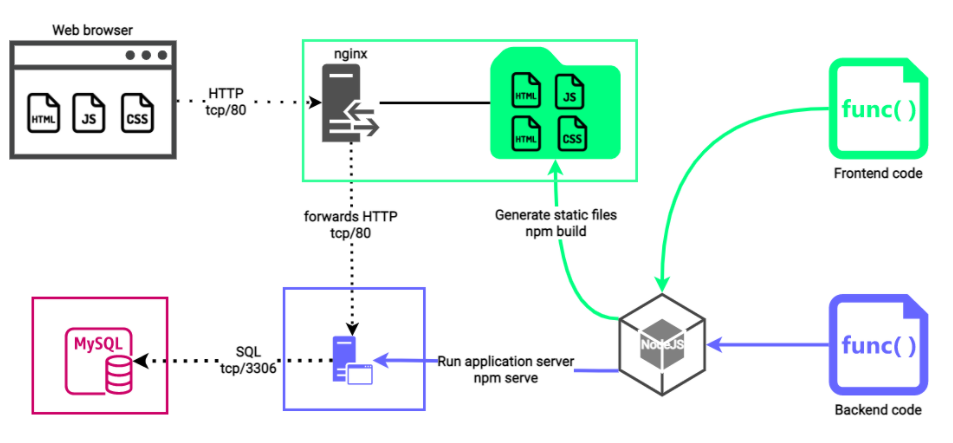 Web browser
HTML
JS
CSS
HTTP
tcp/80
nginx
HTML
JS
HTML
CSS
func( )
Frontend code
forwards HTTP
tcp/80
Generate static files
npm build
MySQL
SQL
tcp/3306
Run application server
npm serve
NodeJS
func( )
Backend code